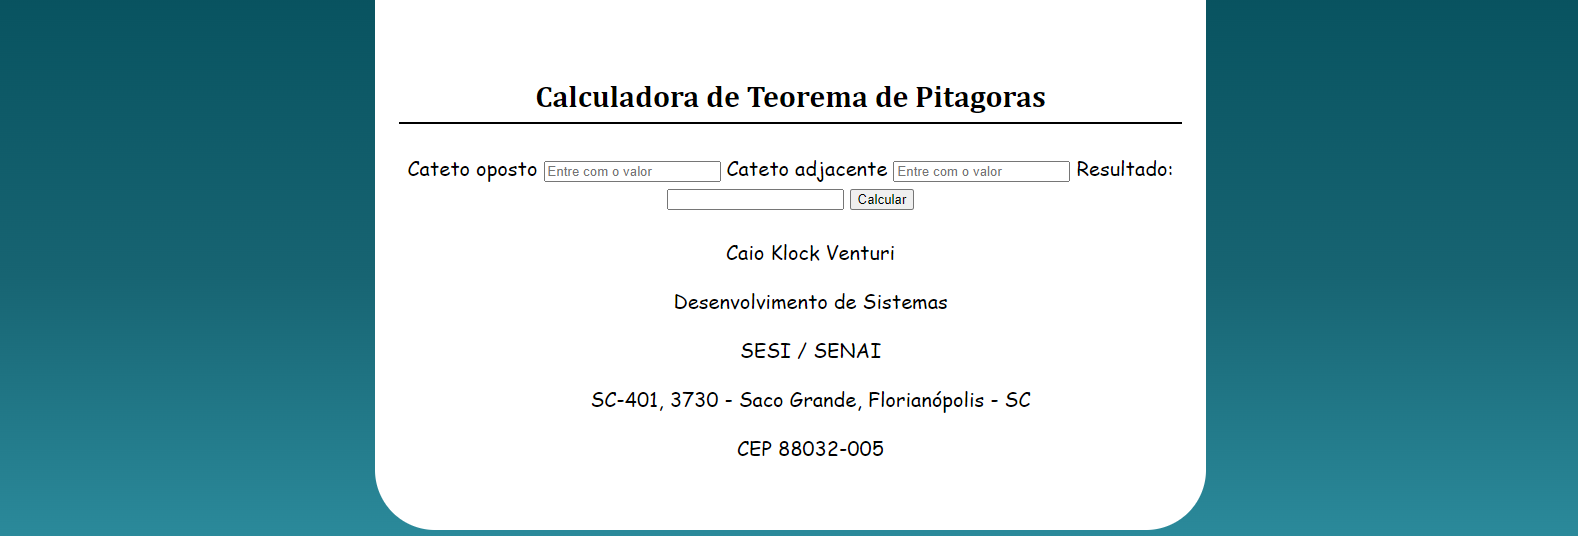 Calculadora de Teorema de Pitagoras
Cateto oposto Entre com o valor Cateto adjacente Entre com o valor Resultado:
Calcular
Caio Klock Venturi
Desenvolvimento de Sistemas
SESI / SENAI
SC-401, 3730 - Saco Grande, Florianópolis - SC
CEP 88032-005